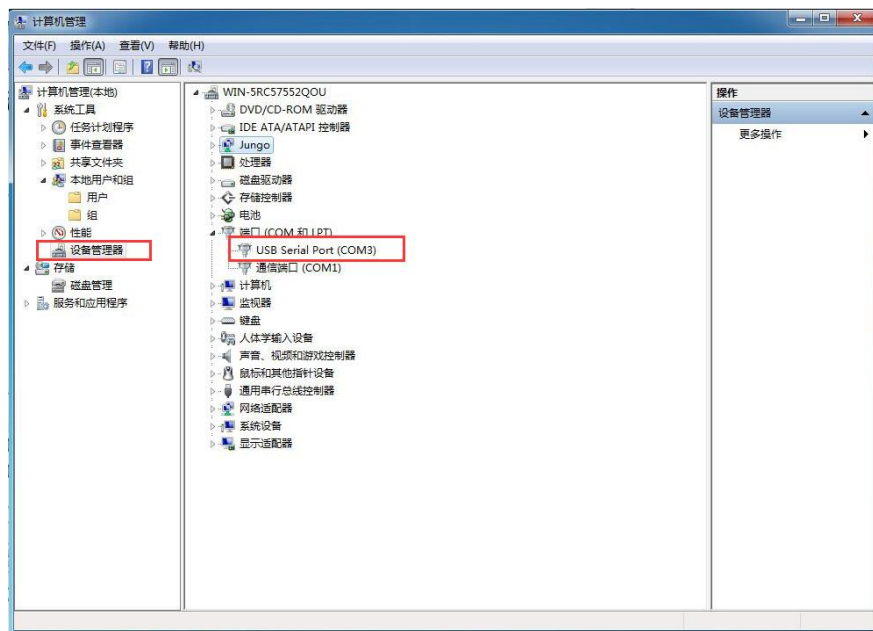 计算机管理
文件(F) 操作(A) 查看(V) 帮助(H)
计算机管理(本地)
系统工具
任务计划程序
事件查看器
共享文件夹
本地用户和组
用户
组
性能
设备管理器
存储
磁盘管理
服务和应用程序
WIN-5RC57552QOU
DVD/CD-ROM 驱动器
IDE ATA/ATAPI 控制器
Jungo
处理器
磁盘驱动器
存储控制器
电池
端口 (COM 和 LPT)
USB Serial Port (COM3)
通信端口 (COM1)
计算机
监视器
键盘
人体学输入设备
声音、视频和游戏控制器
鼠标和其他指针设备
通用串行总线控制器
网络适配器
系统设备
显示适配器
操作
设备管理器
更多操作